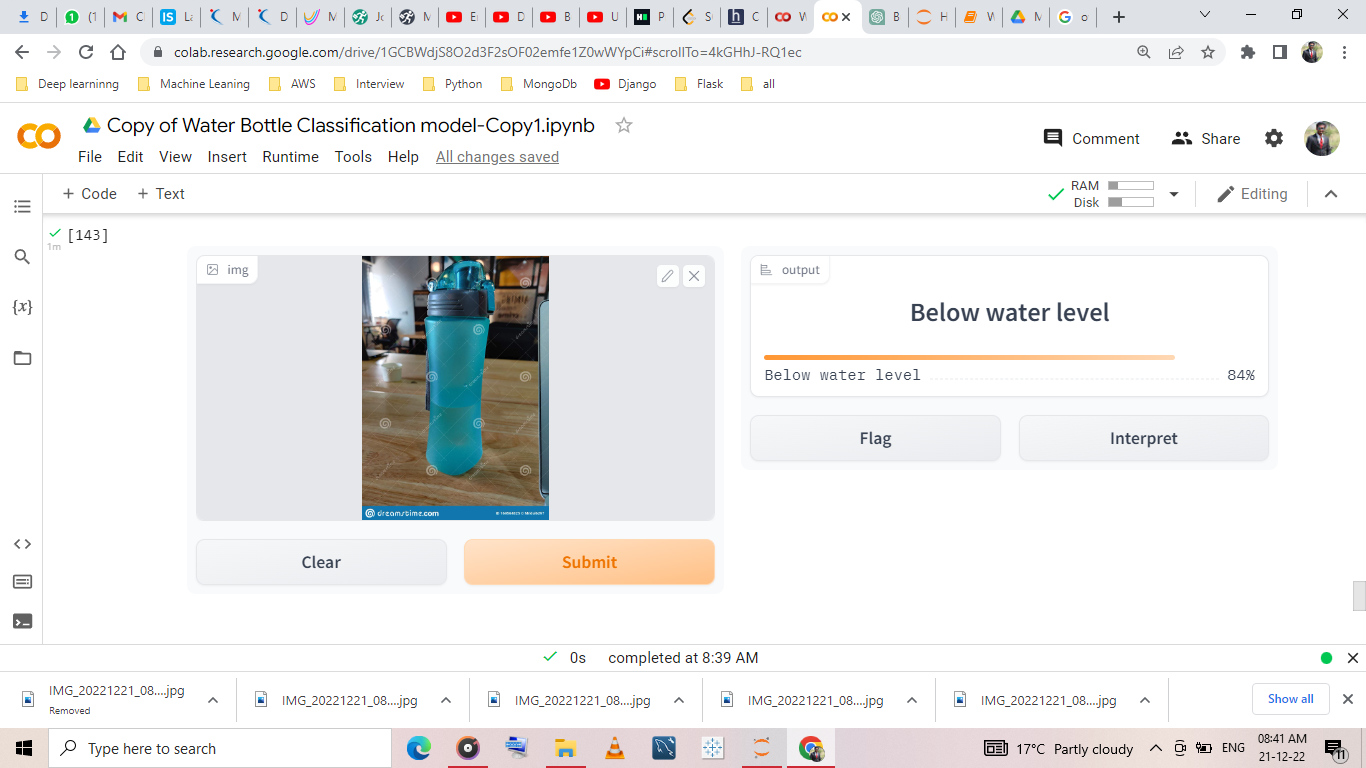 D
(1
C
La
M
D
M
Jo
M
Er
D
B
U
P
Se
C
W
B
H
W
M
o
colab.research.google.com/drive/1GCBWdjS8O2d3F2sOF02emfe1Z0wWYpCi#scrollTo=4kGHhJ-RQ1ec
Deep learninng
Machine Leaning
AWS
Interview
Python
MongoDb
Django
Flask
all
Copy of Water Bottle Classification model-Copy1.ipynb
File Edit View Insert Runtime Tools Help All changes saved
Comment
Share
+ Code + Text
RAM
Disk
Editing
[143]
1m
{x}
img
dreamstime.com
Clear
Submit
output
Below water level
Below water level 84%
Flag
Interpret
0s completed at 8:39 AM
IMG_20221221_08....jpg
Removed
IMG_20221221_08....jpg
IMG_20221221_08....jpg
IMG_20221221_08....jpg
IMG_20221221_08....jpg
Show all
Type here to search
17°C Partly cloudy
ENG
08:41 AM
21-12-22
11